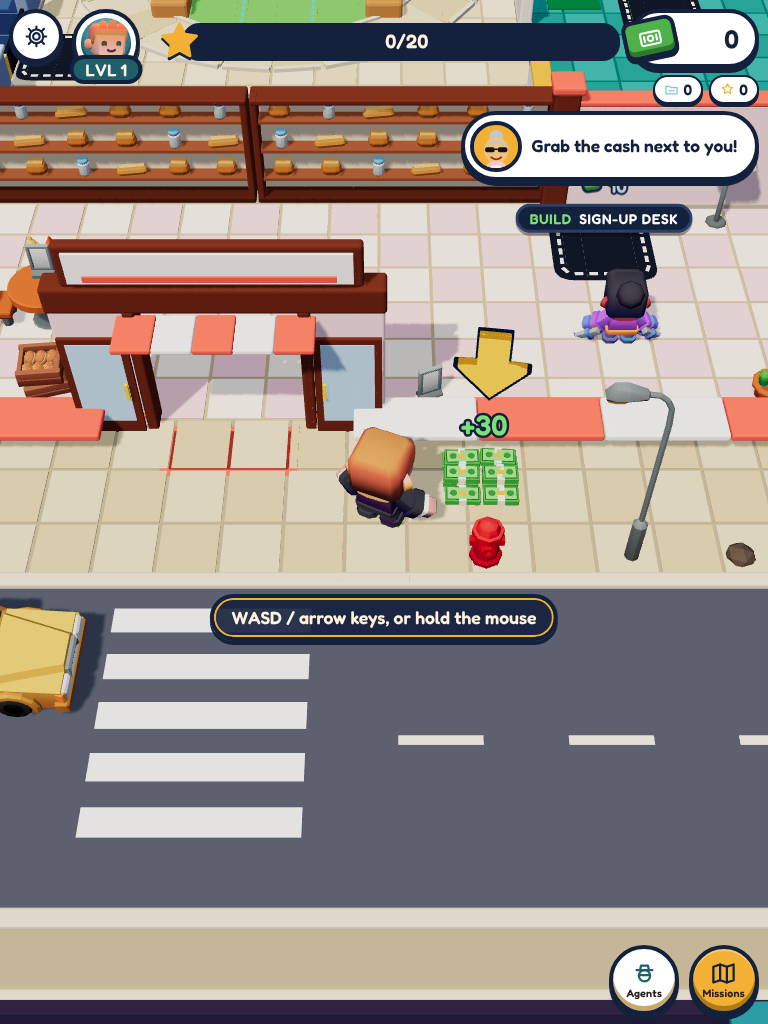 0/20
0
LVL 1
0
0
Grab the cash next to you!
BUILD SIGN-UP DESK
+30
WASD / arrow keys, or hold the mouse
Agents
Missions